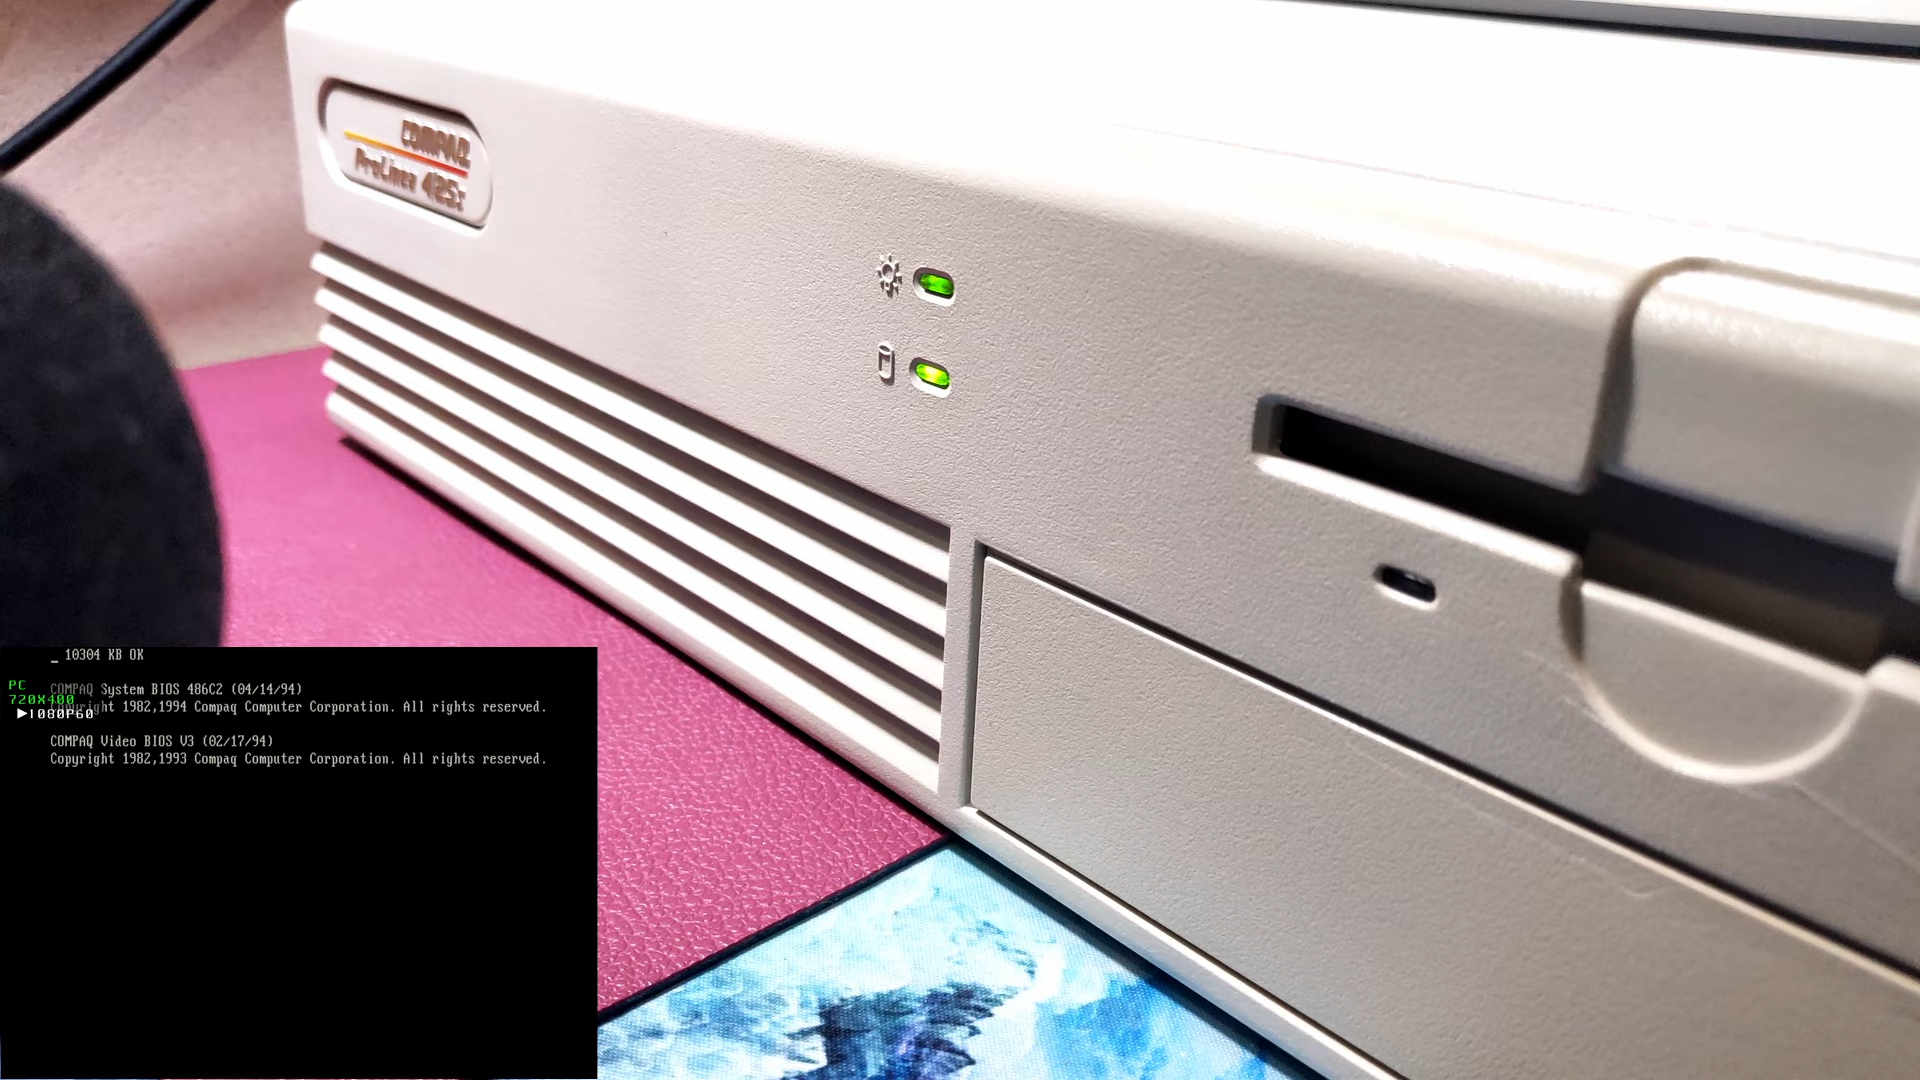 COMPAQ
ProLinea 425s
_ 10304 KB OK
COMPAQ System BIOS 486C2 (04/14/94)
Copyright 1982,1994 Compaq Computer Corporation. All rights reserved.
COMPAQ Video BIOS V3 (02/17/94)
Copyright 1982,1993 Compaq Computer Corporation. All rights reserved.
PC
720X400
▶1080P60